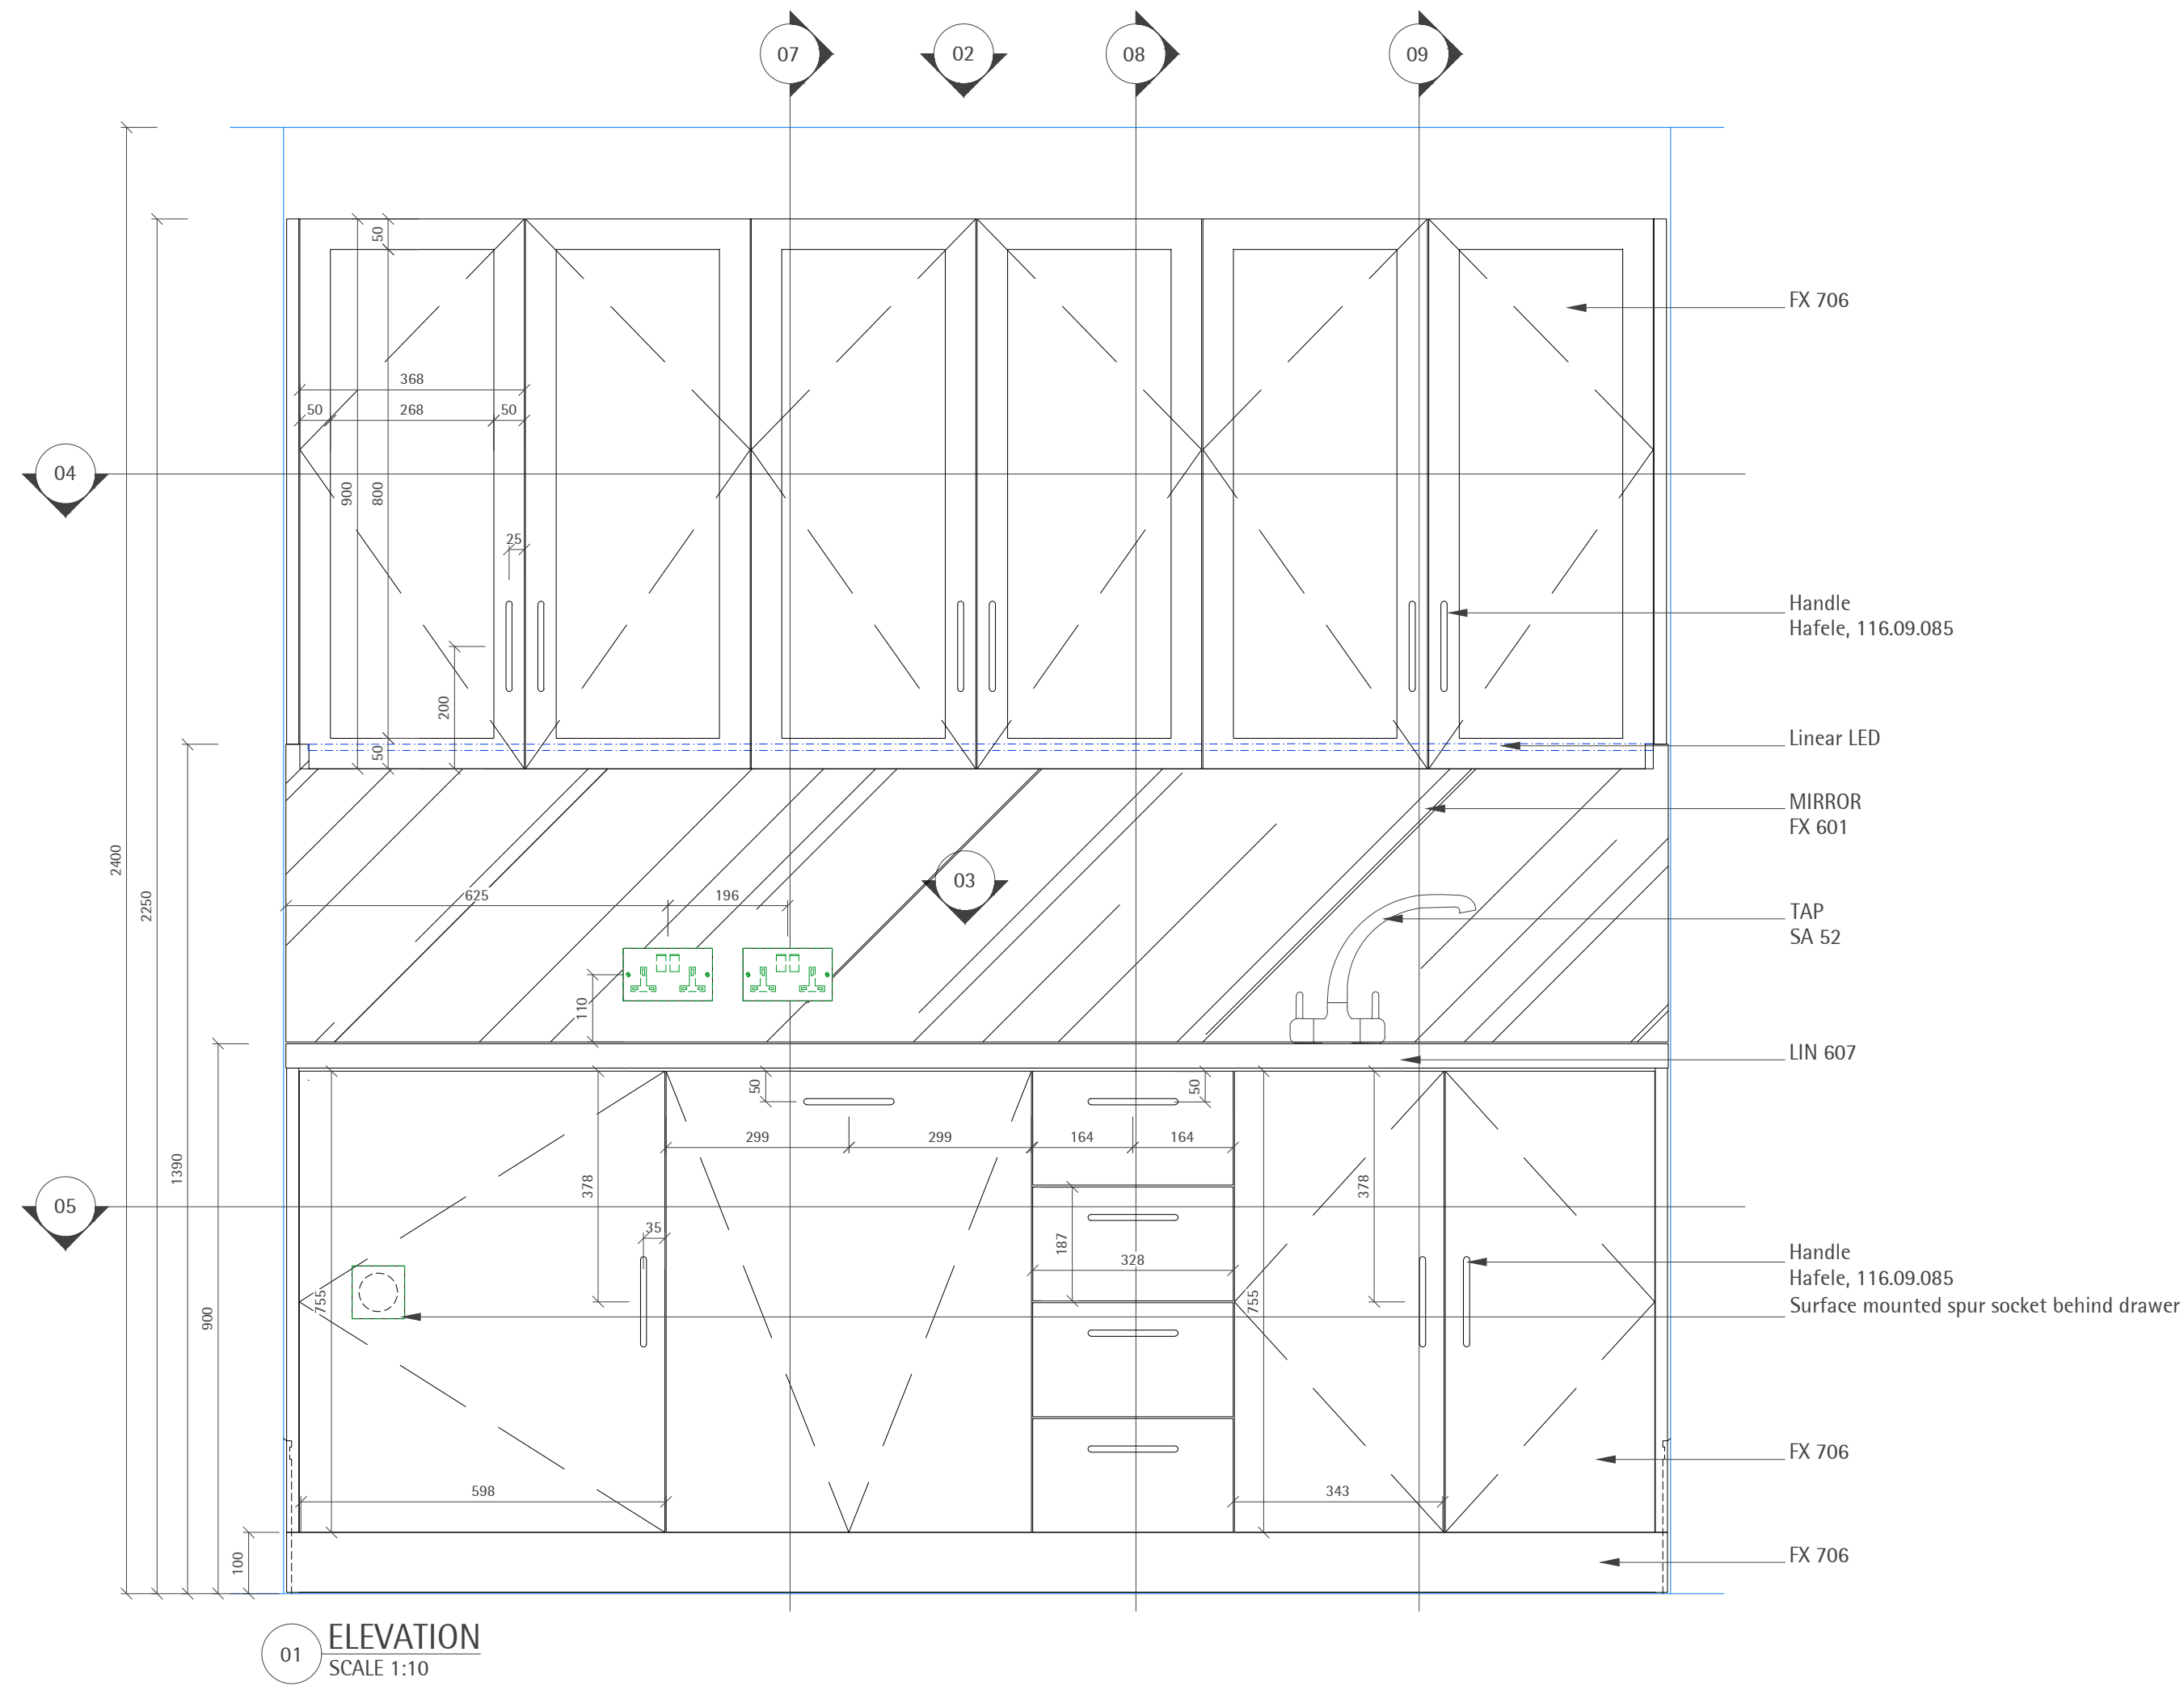 07
02
08
09
50
FX 706
368
50
268
50
04
900
800
25
Handle
Hafele, 116.09.085
200
50
Linear LED
MIRROR
FX 601
2400
2250
625
196
03
TAP
SA 52
110
LIN 607
50
50
299
299
164
164
1390
378
378
05
35
187
328
Handle
Hafele, 116.09.085
Surface mounted spur socket behind drawer
755
755
900
FX 706
598
343
100
FX 706
01
ELEVATION
SCALE 1:10